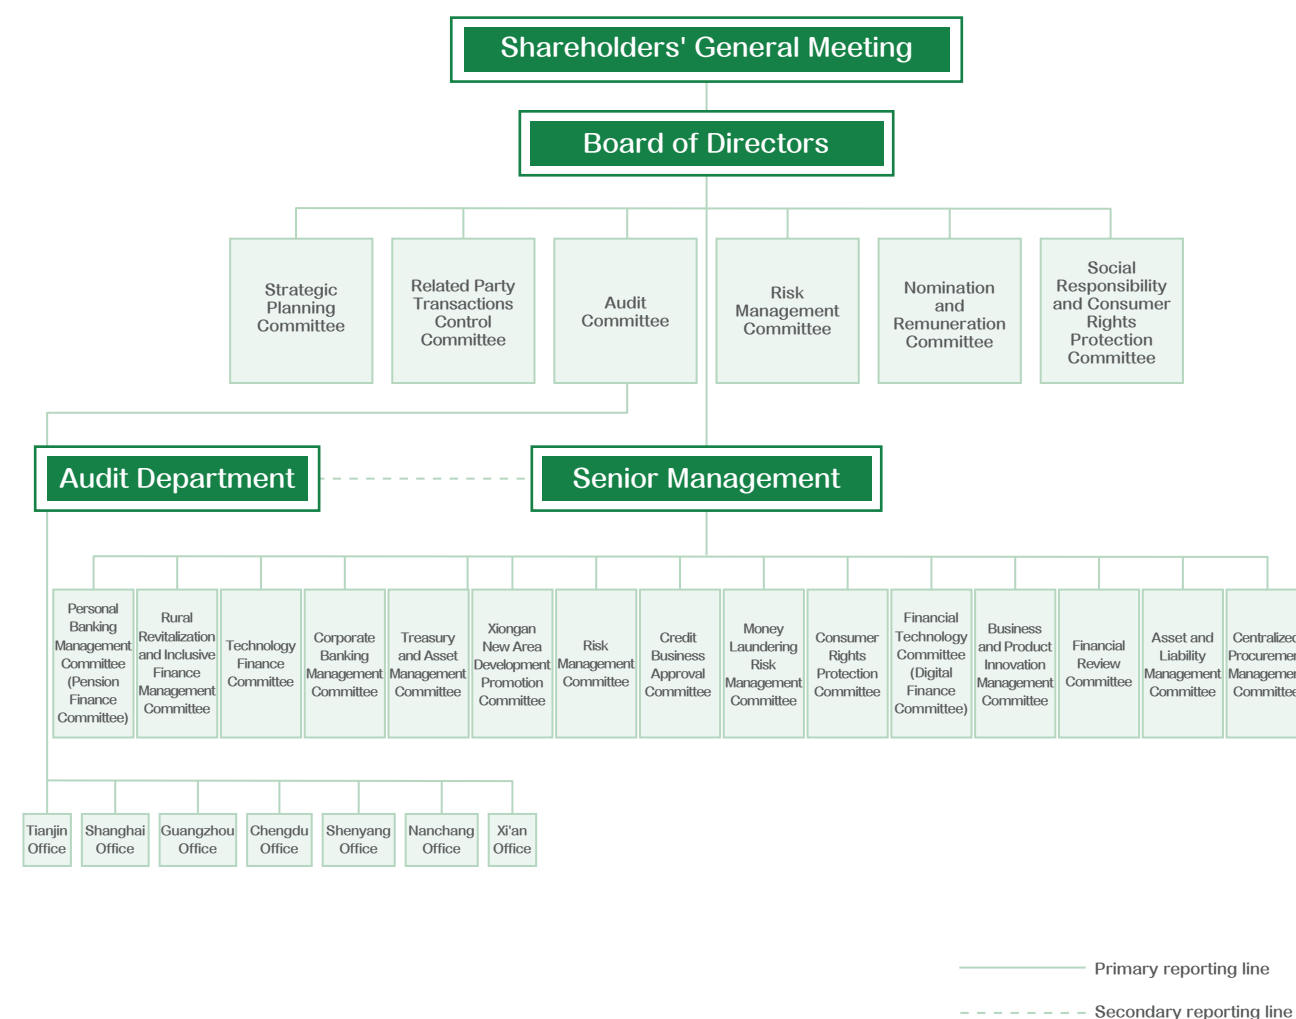 Shareholders' General Meeting
Board of Directors
Strategic
Planning
Committee
Related Party
Transactions
Control
Committee
Audit
Committee
Risk
Management
Committee
Nomination
and
Remuneration
Committee
Social
Responsibility
and Consumer
Rights
Protection
Committee
Audit Department
Senior Management
Personal
Banking
Management
Committee
(Pension
Finance
Committee)
Rural
Revitalization
and Inclusive
Finance
Management
Committee
Technology
Finance
Committee
Corporate
Banking
Management
Committee
Treasury
and Asset
Management
Committee
Xiongan
New Area
Development
Promotion
Committee
Risk
Management
Committee
Credit
Business
Approval
Committee
Money
Laundering
Risk
Management
Committee
Consumer
Rights
Protection
Committee
Financial
Technology
Committee
(Digital
Finance
Committee)
Business
and Product
Innovation
Management
Committee
Financial
Review
Committee
Asset and
Liability
Management
Committee
Centralized
Procurement
Management
Committee
Tianjin
Office
Shanghai
Office
Guangzhou
Office
Chengdu
Office
Shenyang
Office
Nanchang
Office
Xi'an
Office
Primary reporting line
Secondary reporting line